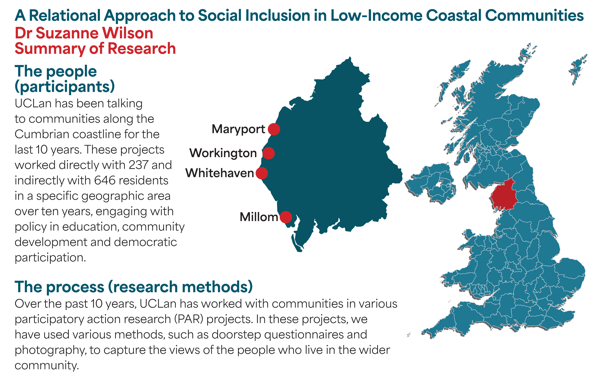 A Relational Approach to Social Inclusion in Low-Income Coastal Communities
Dr Suzanne Wilson
Summary of Research
The people
(participants)
UCLan has been talking
to communities along the
Cumbrian coastline for the
last 10 years. These projects
worked directly with 237 and
indirectly with 646 residents
in a specific geographic area
over ten years, engaging with
policy in education, community
development and democratic
participation.
Maryport
Workington
Whitehaven
Millom
The process (research methods)
Over the past 10 years, UCLan has worked with communities in various
participatory action research (PAR) projects. In these projects, we
have used various methods, such as doorstep questionnaires and
photography, to capture the views of the people who live in the wider
community.